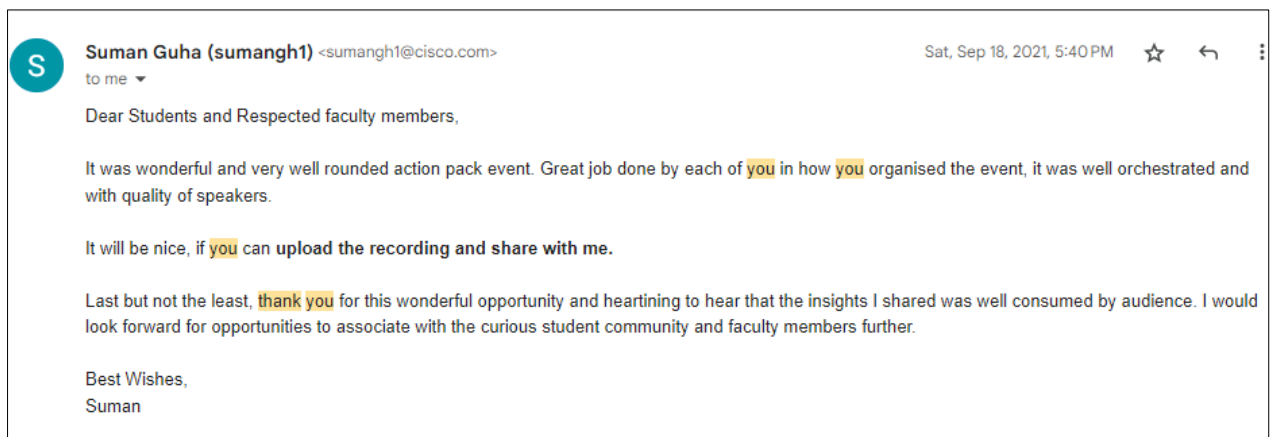 S
Suman Guha (sumangh1) <sumangh1@cisco.com>
Sat, Sep 18, 2021, 5:40 PM
to me
Dear Students and Respected faculty members,
It was wonderful and very well rounded action pack event. Great job done by each of you in how you organised the event, it was well orchestrated and
with quality of speakers.
It will be nice, if you can upload the recording and share with me.
Last but not the least, thank you for this wonderful opportunity and heartining to hear that the insights I shared was well consumed by audience. I would
look forward for opportunities to associate with the curious student community and faculty members further.
Best Wishes,
Suman